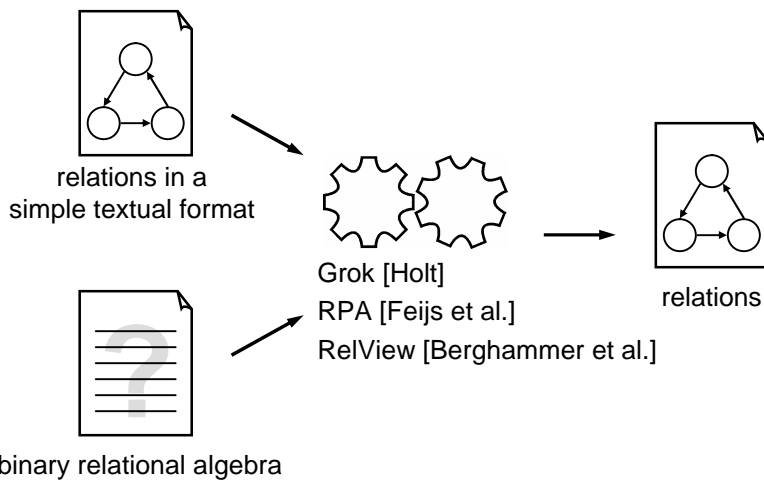 relations in a
simple textual format
Grok [Holt]
RPA [Feijs et al.]
RelView [Berghammer et al.]
relations
?
binary relational algebra